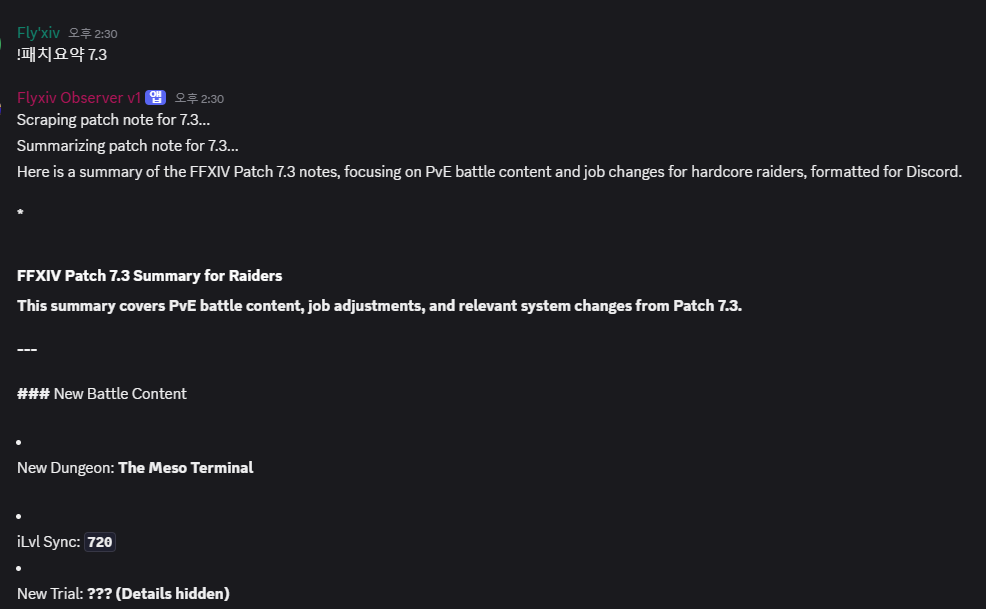 Fly'xiv 오후 2:30
!패치요약 7.3
Flyxiv Observer v1 앱 오후 2:30
Scraping patch note for 7.3...
Summarizing patch note for 7.3...
Here is a summary of the FFXIV Patch 7.3 notes, focusing on PvE battle content and job changes for hardcore raiders, formatted for Discord.
*
FFXIV Patch 7.3 Summary for Raiders
This summary covers PvE battle content, job adjustments, and relevant system changes from Patch 7.3.
---
### New Battle Content
•
New Dungeon: The Meso Terminal
•
iLvl Sync: 720
•
New Trial: ??? (Details hidden)